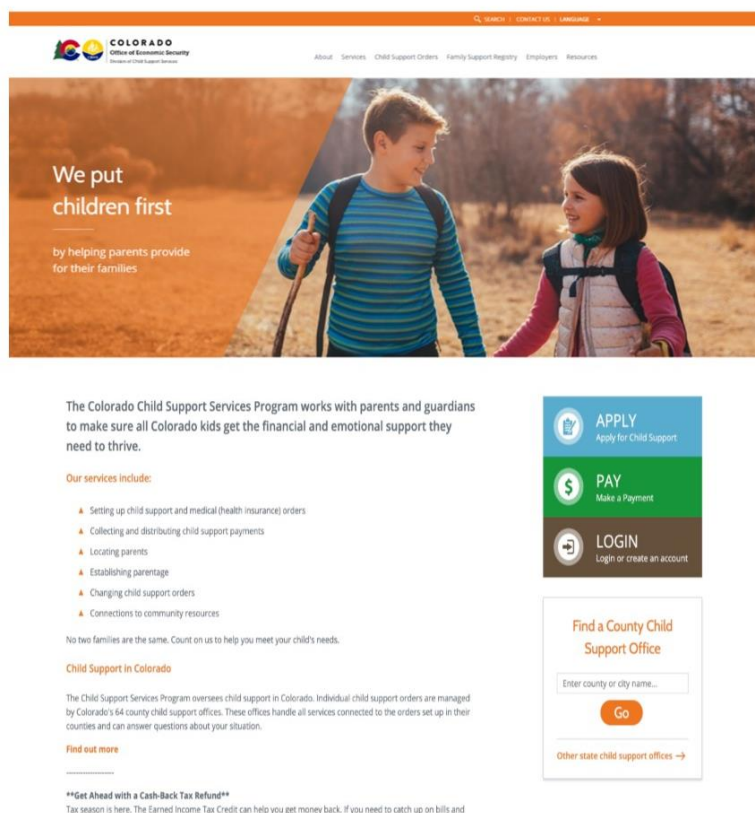 SEARCH | CONTACT US | LANGUAGE
COLORADO
Office of Economic Security
Division of Child Support Services
About Services Child Support Orders Family Support Registry Employers Resources
We put
children first
by helping parents provide
for their families
The Colorado Child Support Services Program works with parents and guardians
to make sure all Colorado kids get the financial and emotional support they
need to thrive.
Our services include:
Setting up child support and medical (health insurance) orders
Collecting and distributing child support payments
Locating parents
Establishing parentage
Changing child support orders
Connections to community resources
No two families are the same. Count on us to help you meet your child's needs.
Child Support in Colorado
The Child Support Services Program oversees child support in Colorado. Individual child support orders are managed
by Colorado's 64 county child support offices. These offices handle all services connected to the orders set up in their
counties and can answer questions about your situation.
Find out more
------------------
**Get Ahead with a Cash-Back Tax Refund**
Tax season is here. The Earned Income Tax Credit can help you get money back. If you need to catch up on bills and
APPLY
Apply for Child Support
PAY
Make a Payment
LOGIN
Login or create an account
Find a County Child
Support Office
Enter county or city name...
Go
Other state child support offices →